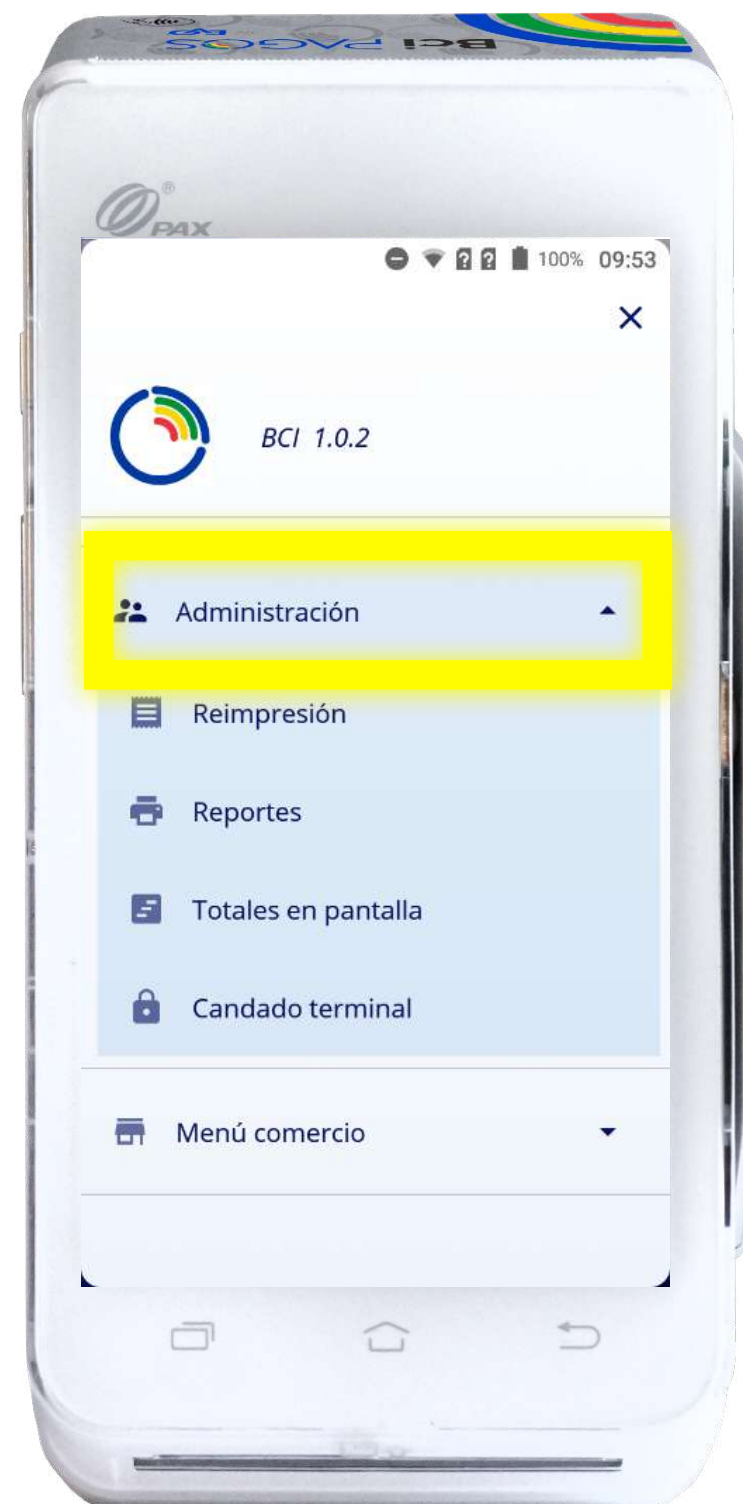 Bci PAGOS
PAX
100% 09:53
BCI 1.0.2
Administración
Reimpresión
Reportes
Totales en pantalla
Candado terminal
Menú comercio